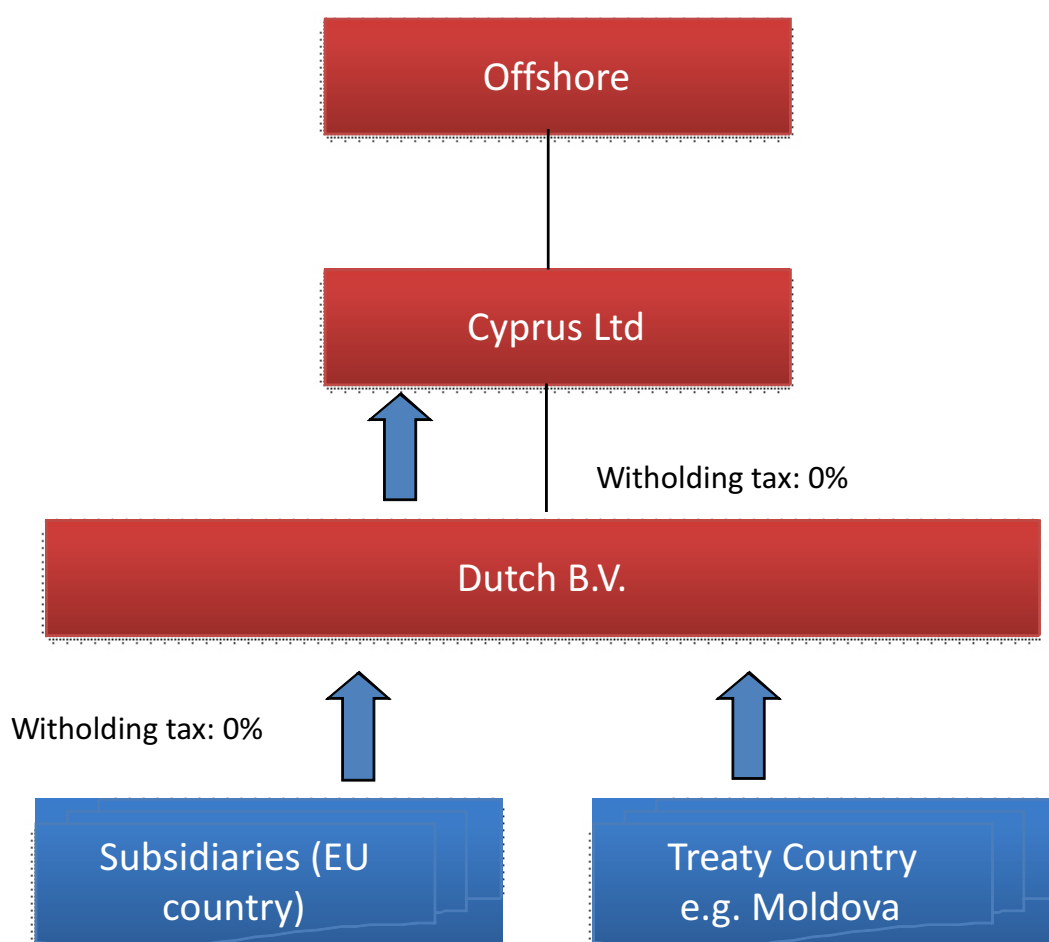 Offshore
Cyprus Ltd
Witholding tax: 0%
Dutch B.V.
Witholding tax: 0%
Subsidiaries (EU
country)
Treaty Country
e.g. Moldova